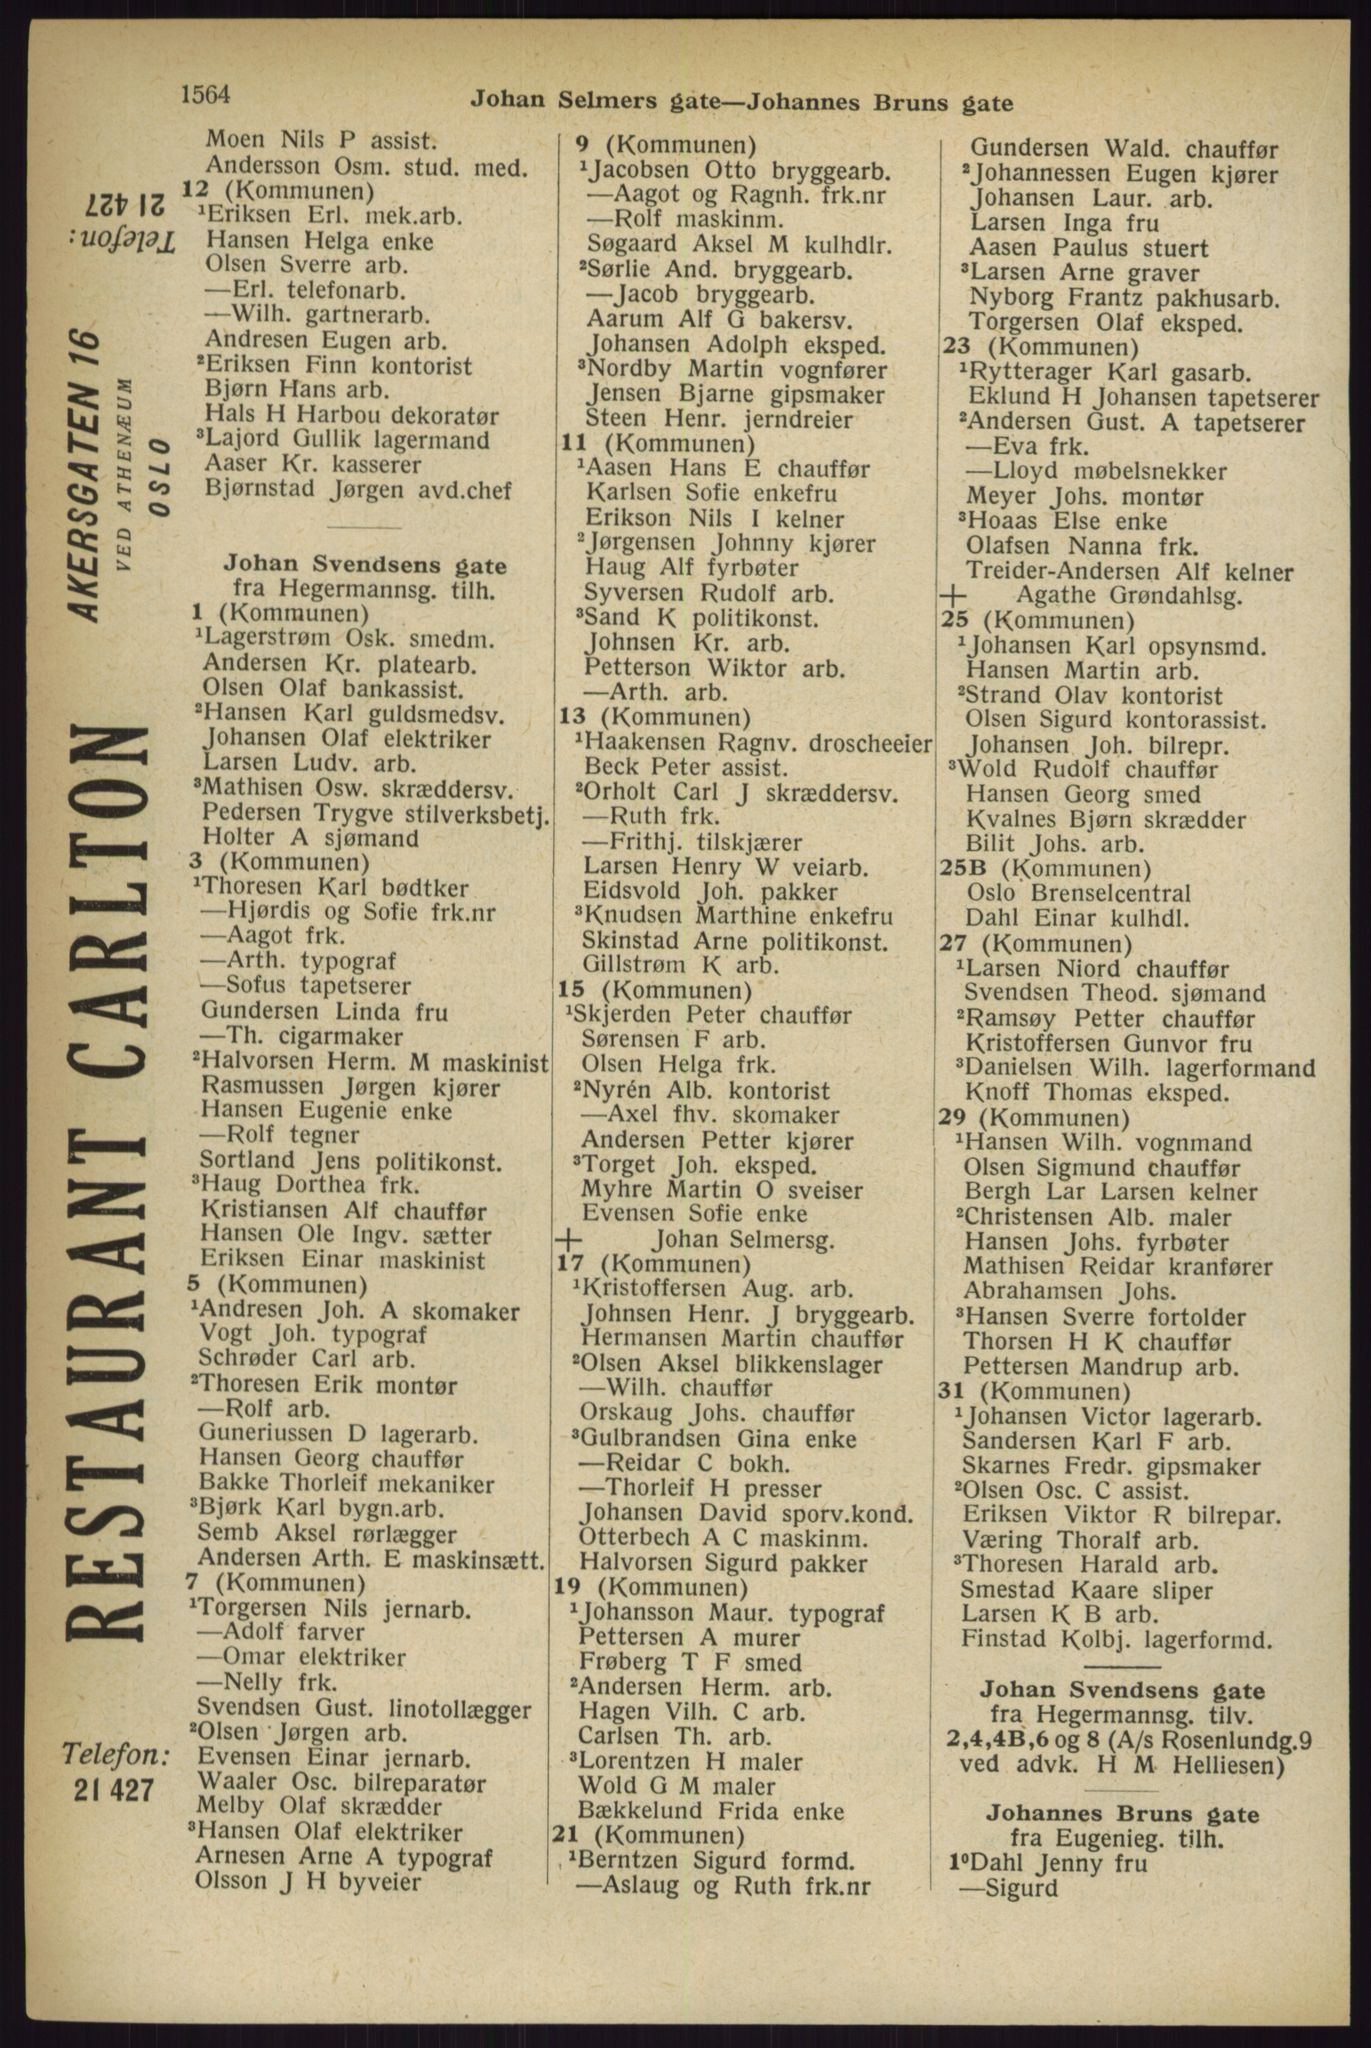 1564
Johan Selmers gate—Johannes Bruns gate
Moen Nils P assist.
Andersson Osm. stud. med.
12 (Kommunen)
¹Eriksen Erl. mek.arb.
Hansen Helga enke
Olsen Sverre arb.
—Erl. telefonarb.
—Wilh. gartnerarb.
Andresen Eugen arb.
²Eriksen Finn kontorist
Bjørn Hans arb.
Hals H Harbou dekoratør
³Lajord Gullik lagermand
Aaser Kr. kasserer
Bjørnstad Jørgen avd.chef
Johan Svendsens gate
fra Hegermannsg. tilh.
1 (Kommunen)
¹Lagerstrøm Osk. smedm.
Andersen Kr. platearb.
Olsen Olaf bankassist.
²Hansen Karl guldsmedsv.
Johansen Olaf elektriker
Larsen Ludv. arb.
³Mathisen Osw. skræddersv.
Pedersen Trygve stilverksbetj.
Holter A sjømand
3 (Kommunen)
¹Thoresen Karl bødtker
—Hjørdis og Sofie frk.nr
—Aagot frk.
—Arth. typograf
—Sofus tapetserer
Gundersen Linda fru
—Th. cigarmaker
²Halvorsen Herm. M maskinist
Rasmussen Jørgen kjører
Hansen Eugenie enke
—Rolf tegner
Sortland Jens politikonst.
³Haug Dorthea frk.
Kristiansen Alf chauffør
Hansen Ole Ingv. sætter
Eriksen Einar maskinist
5 (Kommunen)
¹Andresen Joh. A skomaker
Vogt Joh. typograf
Schrøder Carl arb.
²Thoresen Erik montør
—Rolf arb.
Guneriussen D lagerarb.
Hansen Georg chauffør
Bakke Thorleif mekaniker
³Bjørk Karl bygn.arb.
Semb Aksel rørlægger
Andersen Arth. E maskinsætt.
7 (Kommunen)
¹Torgersen Nils jernarb.
—Adolf farver
—Omar elektriker
—Nelly frk.
Svendsen Gust. linotollægger
²Olsen Jørgen arb.
Evensen Einar jernarb.
Waaler Osc. bilreparatør
Melby Olaf skrædder
³Hansen Olaf elektriker
Arnesen Arne A typograf
Olsson J H byveier
9 (Kommunen)
¹Jacobsen Otto bryggearb.
—Aagot og Ragnh. frk.nr
—Rolf maskinm.
Søgaard Aksel M kulhdlr.
²Sørlie And. bryggearb.
—Jacob bryggearb.
Aarum Alf G bakersv.
Johansen Adolph eksped.
³Nordby Martin vognfører
Jensen Bjarne gipsmaker
Steen Henr. jerndreier
11 (Kommunen)
¹Aasen Hans E chauffør
Karlsen Sofie enkefru
Erikson Nils I kelner
²Jørgensen Johnny kjører
Haug Alf fyrbøter
Syversen Rudolf arb.
³Sand K politikonst.
Johnsen Kr. arb.
Petterson Wiktor arb.
—Arth. arb.
13 (Kommunen)
¹Haakensen Ragnv. droscheeier
Beck Peter assist.
²Orholt Carl J skræddersv.
—Ruth frk.
—Frithj. tilskjærer
Larsen Henry W veiarb.
Eidsvold Joh. pakker
³Knudsen Marthine enkefru
Skinstad Arne politikonst.
Gillstrøm K arb.
15 (Kommunen)
¹Skjerden Peter chauffør
Sørensen F arb.
Olsen Helga frk.
²Nyrén Alb. kontorist
—Axel fhv. skomaker
Andersen Petter kjører
³Torget Joh. eksped.
Myhre Martin O sveiser
Evensen Sofie enke
+ Johan Selmersg.
17 (Kommunen)
¹Kristoffersen Aug. arb.
Johnsen Henr. J bryggearb.
Hermansen Martin chauffør
²Olsen Aksel blikkenslager
—Wilh. chauffør
Orskaug Johs. chauffør
³Gulbrandsen Gina enke
—Reidar C bokh.
—Thorleif H presser
Johansen David sporv.kond.
Otterbech A C maskinm.
Halvorsen Sigurd pakker
19 (Kommunen)
¹Johansson Maur. typograf
Pettersen A murer
Frøberg T F smed
²Andersen Herm. arb.
Hagen Vilh. C arb.
Carlsen Th. arb.
³Lorentzen H maler
Wold G M maler
Bækkelund Frida enke
21 (Kommunen)
¹Berntzen Sigurd formd.
—Aslaug og Ruth frk.nr
Gundersen Wald. chauffør
²Johannessen Eugen kjører
Johansen Laur. arb.
Larsen Inga fru
Aasen Paulus stuert
³Larsen Arne graver
Nyborg Frantz pakhusarb.
Torgersen Olaf eksped.
23 (Kommunen)
¹Rytterager Karl gasarb.
Eklund H Johansen tapetserer
²Andersen Gust. A tapetserer
—Eva frk.
—Lloyd møbelsnekker
Meyer Johs. montør
³Hoaas Else enke
Olafsen Nanna frk.
Treider-Andersen Alf kelner
+ Agathe Grøndahlsg.
25 (Kommunen)
¹Johansen Karl opsynsmd.
Hansen Martin arb.
²Strand Olav kontorist
Olsen Sigurd kontorassist.
Johansen Joh. bilrepr.
³Wold Rudolf chauffør
Hansen Georg smed
Kvalnes Bjørn skrædder
Bilit Johs. arb.
25B (Kommunen)
Oslo Brenselcentral
Dahl Einar kulhdl.
27 (Kommunen)
¹Larsen Niord chauffør
Svendsen Theod. sjømand
²Ramsøy Petter chauffør
Kristoffersen Gunvor fru
³Danielsen Wilh. lagerformand
Knoff Thomas eksped.
29 (Kommunen)
¹Hansen Wilh. vognmand
Olsen Sigmund chauffør
Bergh Lar Larsen kelner
²Christensen Alb. maler
Hansen Johs. fyrbøter
Mathisen Reidar kranfører
Abrahamsen Johs.
³Hansen Sverre fortolder
Thorsen H K chauffør
Pettersen Mandrup arb.
31 (Kommunen)
¹Johansen Victor lagerarb.
Sandersen Karl F arb.
Skarnes Fredr. gipsmaker
²Olsen Osc. C assist.
Eriksen Viktor R bilrepar.
Væring Thoralf arb.
³Thoresen Harald arb.
Smestad Kaare sliper
Larsen K B arb.
Finstad Kolbj. lagerformd.
Johan Svendsens gate
fra Hegermannsg. tilv.
2,4,4B,6 og 8 (A/s Rosenlundg.9
ved advk. H M Helliesen)
Johannes Bruns gate
fra Eugenieg. tilh.
1⁰Dahl Jenny fru
—Sigurd
Telefon:
21 427
RESTAURANT CARLTON
AKERSGATEN 16
VED ATHENÆUM
OSLO
Telefon:
21 427